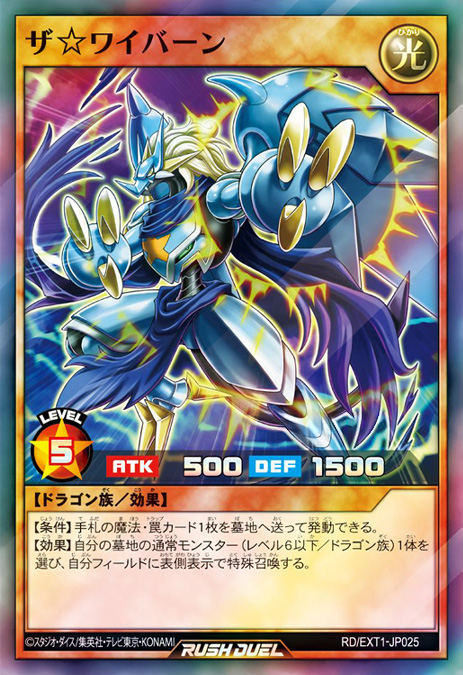 ザ☆ワイバーン
ひかり
光
LEVEL
5
ATK 500 DEF 1500
【ドラゴン族／効果】
【条件】手札の魔法・罠カード1枚を墓地へ送って発動できる。
【効果】自分の墓地の通常モンスター（レベル6以下／ドラゴン族）1体を
選び、自分フィールドに表側表示で特殊召喚する。
©スタジオ・ダイス/集英社・テレビ東京・KONAMI
RUSH DUEL
RD/EXT1-JP025